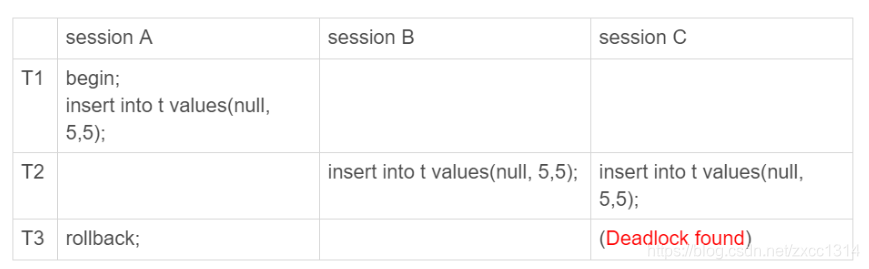 session A session B session C
T1 begin;
insert into t values(null,
5,5);
T2 insert into t values(null, 5,5); insert into t values(null,
5,5);
T3 rollback; (Deadlock found)
https://blog.csdn.net/zxcc1314